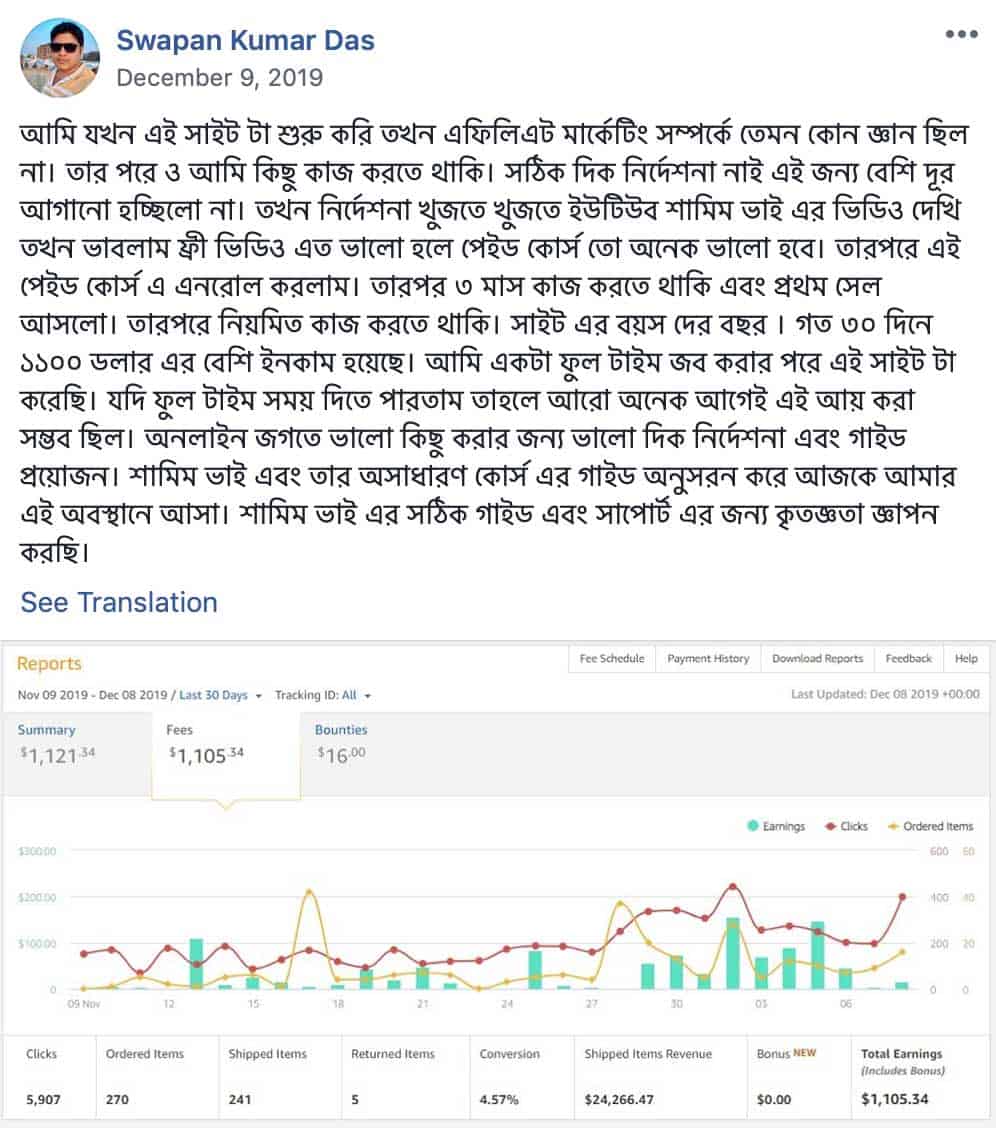 Swapan Kumar Das
December 9, 2019
আমি যখন এই সাইট টা শুরু করি তখন এফিলিএট মার্কেটিং সম্পর্কে তেমন কোন জ্ঞান ছিল
না। তার পরে ও আমি কিছু কাজ করতে থাকি। সঠিক দিক নির্দেশনা নাই এই জন্য বেশি দূর
আগানো হচ্ছিলো না। তখন নির্দেশনা খুজতে খুজতে ইউটিউব শামিম ভাই এর ভিডিও দেখি
তখন ভাবলাম ফ্রী ভিডিও এত ভালো হলে পেইড কোর্স তো অনেক ভালো হবে। তারপরে এই
পেইড কোর্স এ এনরোল করলাম। তারপর ৩ মাস কাজ করতে থাকি এবং প্রথম সেল
আসলো। তারপরে নিয়মিত কাজ করতে থাকি। সাইট এর বয়স দের বছর । গত ৩০ দিনে
১১০০ ডলার এর বেশি ইনকাম হয়েছে। আমি একটা ফুল টাইম জব করার পরে এই সাইট টা
করেছি। যদি ফুল টাইম সময় দিতে পারতাম তাহলে আরো অনেক আগেই এই আয় করা
সম্ভব ছিল। অনলাইন জগতে ভালো কিছু করার জন্য ভালো দিক নির্দেশনা এবং গাইড
প্রয়োজন। শামিম ভাই এবং তার অসাধারণ কোর্স এর গাইড অনুসরন করে আজকে আমার
এই অবস্থানে আসা। শামিম ভাই এর সঠিক গাইড এবং সাপোর্ট এর জন্য কৃতজ্ঞতা জ্ঞাপন
করছি।
See Translation
Reports
Fee Schedule Payment History Download Reports Feedback Help
Nov 09 2019 - Dec 08 2019 / Last 30 Days Tracking ID: All Last Updated: Dec 08 2019 +00:00
Summary Fees Bounties
$1,121.34 $1,105.34 $16.00
Earnings Clicks Ordered Items
$300.00 600 60
$200.00 400 40
$100.00 200 20
0 0 0
09 Nov 12 15 18 21 24 27 30 03 06
Clicks Ordered Items Shipped Items Returned Items Conversion Shipped Items Revenue Bonus NEW Total Earnings
(Includes Bonus)
5,907 270 241 5 4.57% $24,266.47 $0.00 $1,105.34